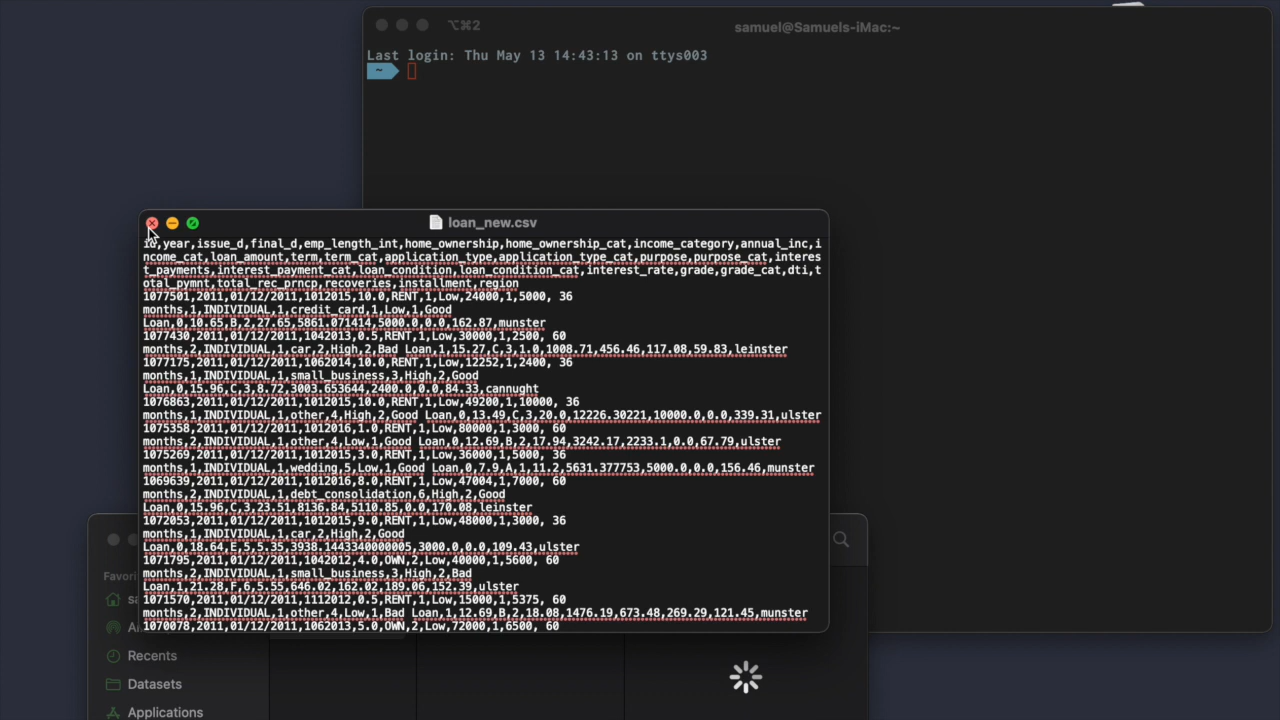 ⌥⌘2
samuel@Samuels-iMac:~
Last login: Thu May 13 14:43:13 on ttys003
~
loan_new.csv
id,year,issue_d,final_d,emp_length_int,home_ownership,home_ownership_cat,income_category,annual_inc,i
ncome_cat,loan_amount,term,term_cat,application_type,application_type_cat,purpose,purpose_cat,interes
t_payments,interest_payment_cat,loan_condition,loan_condition_cat,interest_rate,grade,grade_cat,dti,t
otal_pymnt,total_rec_prncp,recoveries,installment,region
1077501,2011,01/12/2011,1012015,10.0,RENT,1,Low,24000,1,5000, 36
months,1,INDIVIDUAL,1,credit_card,1,Low,1,Good
Loan,0,10.65,B,2,27.65,5861.071414,5000.0,0.0,162.87,munster
1077430,2011,01/12/2011,1042013,0.5,RENT,1,Low,30000,1,2500, 60
months,2,INDIVIDUAL,1,car,2,High,2,Bad Loan,1,15.27,C,3,1.0,1008.71,456.46,117.08,59.83,leinster
1077175,2011,01/12/2011,1062014,10.0,RENT,1,Low,12252,1,2400, 36
months,1,INDIVIDUAL,1,small_business,3,High,2,Good
Loan,0,15.96,C,3,8.72,3003.653644,2400.0,0.0,84.33,cannught
1076863,2011,01/12/2011,1012015,10.0,RENT,1,Low,49200,1,10000, 36
months,1,INDIVIDUAL,1,other,4,High,2,Good Loan,0,13.49,C,3,20.0,12226.30221,10000.0,0.0,339.31,ulster
1075358,2011,01/12/2011,1012016,1.0,RENT,1,Low,80000,1,3000, 60
months,2,INDIVIDUAL,1,other,4,Low,1,Good Loan,0,12.69,B,2,17.94,3242.17,2233.1,0.0,67.79,ulster
1075269,2011,01/12/2011,1012015,3.0,RENT,1,Low,36000,1,5000, 36
months,1,INDIVIDUAL,1,wedding,5,Low,1,Good Loan,0,7.9,A,1,11.2,5631.377753,5000.0,0.0,156.46,munster
1069639,2011,01/12/2011,1012016,8.0,RENT,1,Low,47004,1,7000, 60
months,2,INDIVIDUAL,1,debt_consolidation,6,High,2,Good
Loan,0,15.96,C,3,23.51,8136.84,5110.85,0.0,170.08,leinster
1072053,2011,01/12/2011,1012015,9.0,RENT,1,Low,48000,1,3000, 36
months,1,INDIVIDUAL,1,car,2,High,2,Good
Loan,0,18.64,E,5,5.35,3938.1443340000005,3000.0,0.0,109.43,ulster
1071795,2011,01/12/2011,1042012,4.0,OWN,2,Low,40000,1,5600, 60
months,2,INDIVIDUAL,1,small_business,3,High,2,Bad
Loan,1,21.28,F,6,5.55,646.02,162.02,189.06,152.39,ulster
1071570,2011,01/12/2011,1112012,0.5,RENT,1,Low,15000,1,5375, 60
months,2,INDIVIDUAL,1,other,4,Low,1,Bad Loan,1,12.69,B,2,18.08,1476.19,673.48,269.29,121.45,munster
1070078,2011,01/12/2011,1062013,5.0,OWN,2,Low,72000,1,6500, 60
Favori
sa
Recents
Datasets
Applications